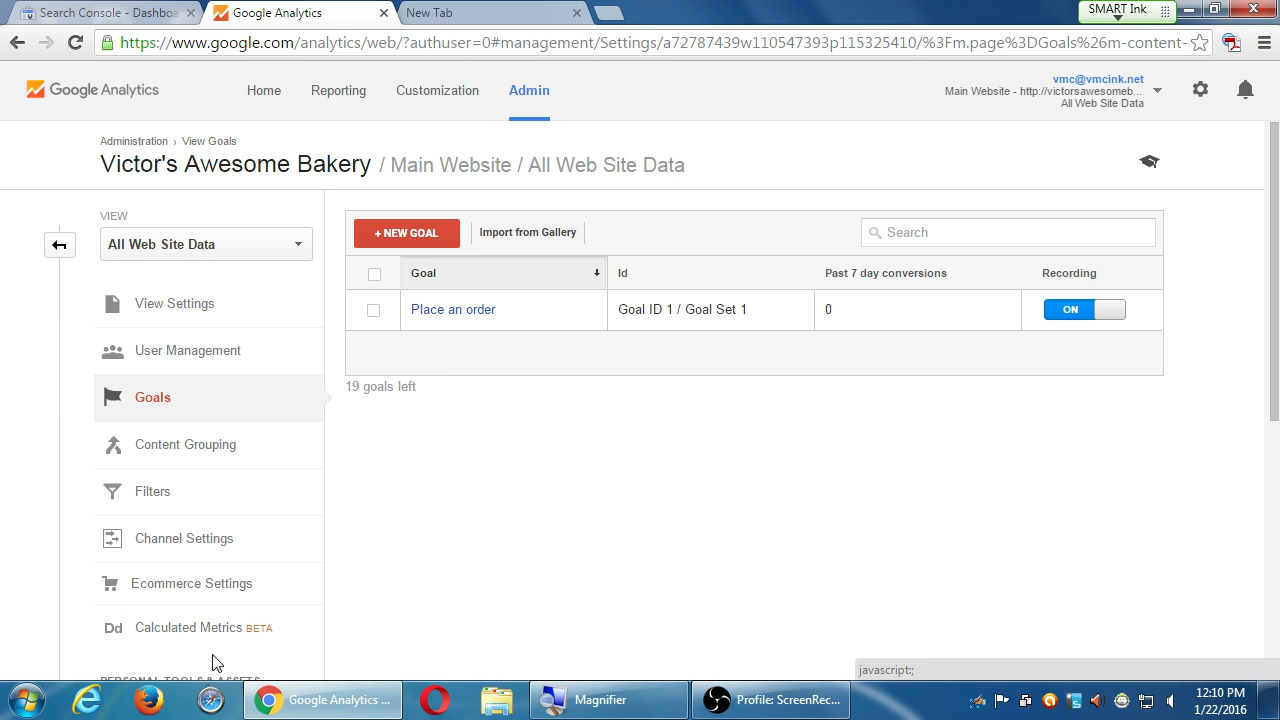 Search Console - Dashboa
Google Analytics
New Tab
SMART Ink
https://www.google.com/analytics/web/?authuser=0#management/Settings/a72787439w110547393p115325410/%3Fm.page%3DGoals%26m-content-
Google Analytics
Home
Reporting
Customization
Admin
vmc@vmcink.net
Main Website - http://victorsawesomeb...
All Web Site Data
Administration › View Goals
Victor's Awesome Bakery / Main Website / All Web Site Data
VIEW
All Web Site Data
View Settings
User Management
Goals
Content Grouping
Filters
Channel Settings
Ecommerce Settings
Dd Calculated Metrics BETA
PERSONAL TOOLS & ASSETS
+ NEW GOAL
Import from Gallery
Search
Goal
Id
Past 7 day conversions
Recording
Place an order
Goal ID 1 / Goal Set 1
0
ON
19 goals left
javascript:;
Google Analytics ...
Magnifier
Profile: ScreenRec...
12:10 PM
1/22/2016